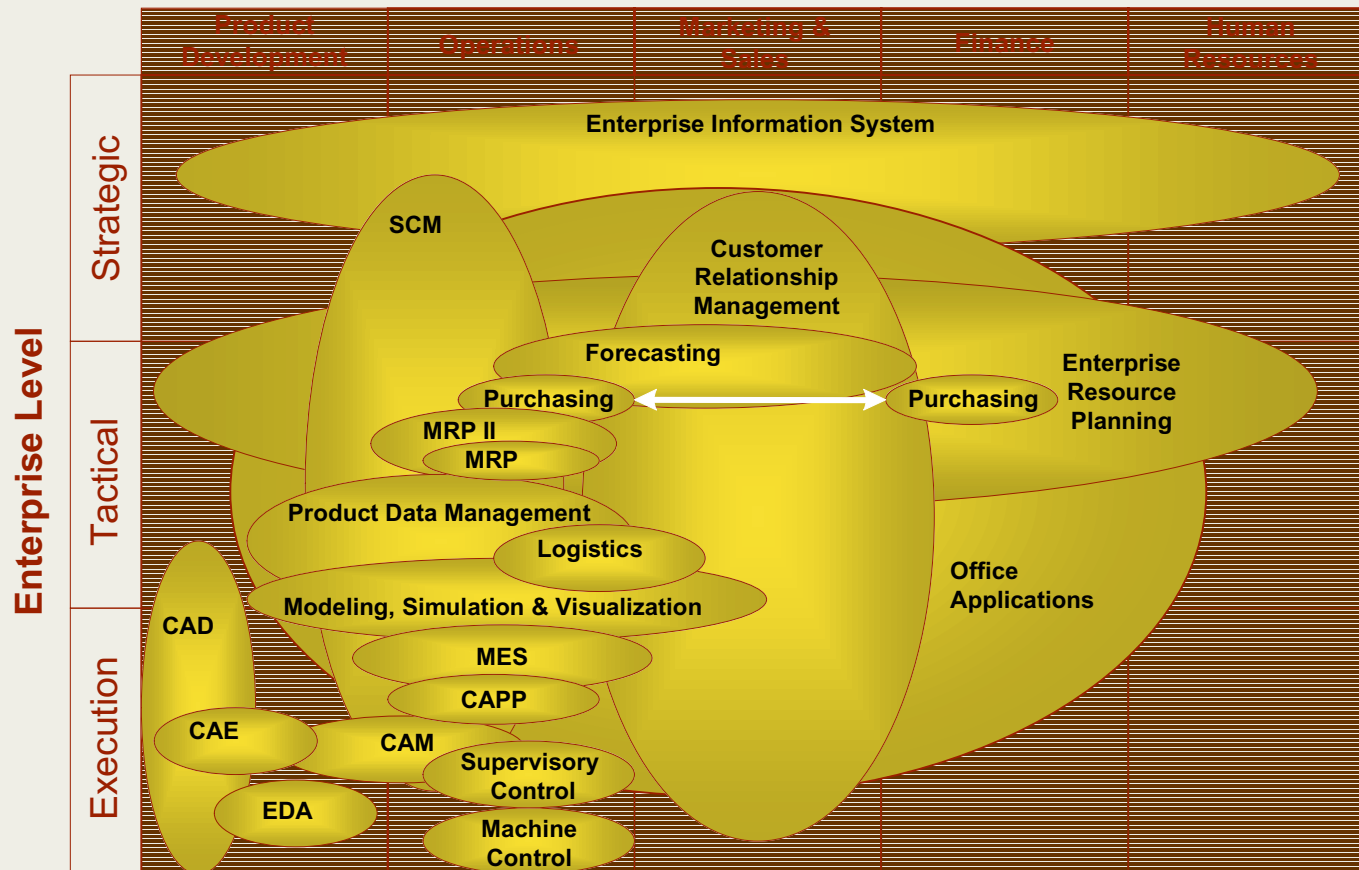 Product
Development
Operations
Marketing &
Sales
Finance
Human
Resources
Enterprise Level
Strategic
Tactical
Execution
Enterprise Information System
SCM
Customer
Relationship
Management
Forecasting
Purchasing
Purchasing
Enterprise
Resource
Planning
MRP II
MRP
Product Data Management
Logistics
Office
Applications
Modeling, Simulation & Visualization
CAD
MES
CAPP
CAE
CAM
Supervisory
Control
EDA
Machine
Control